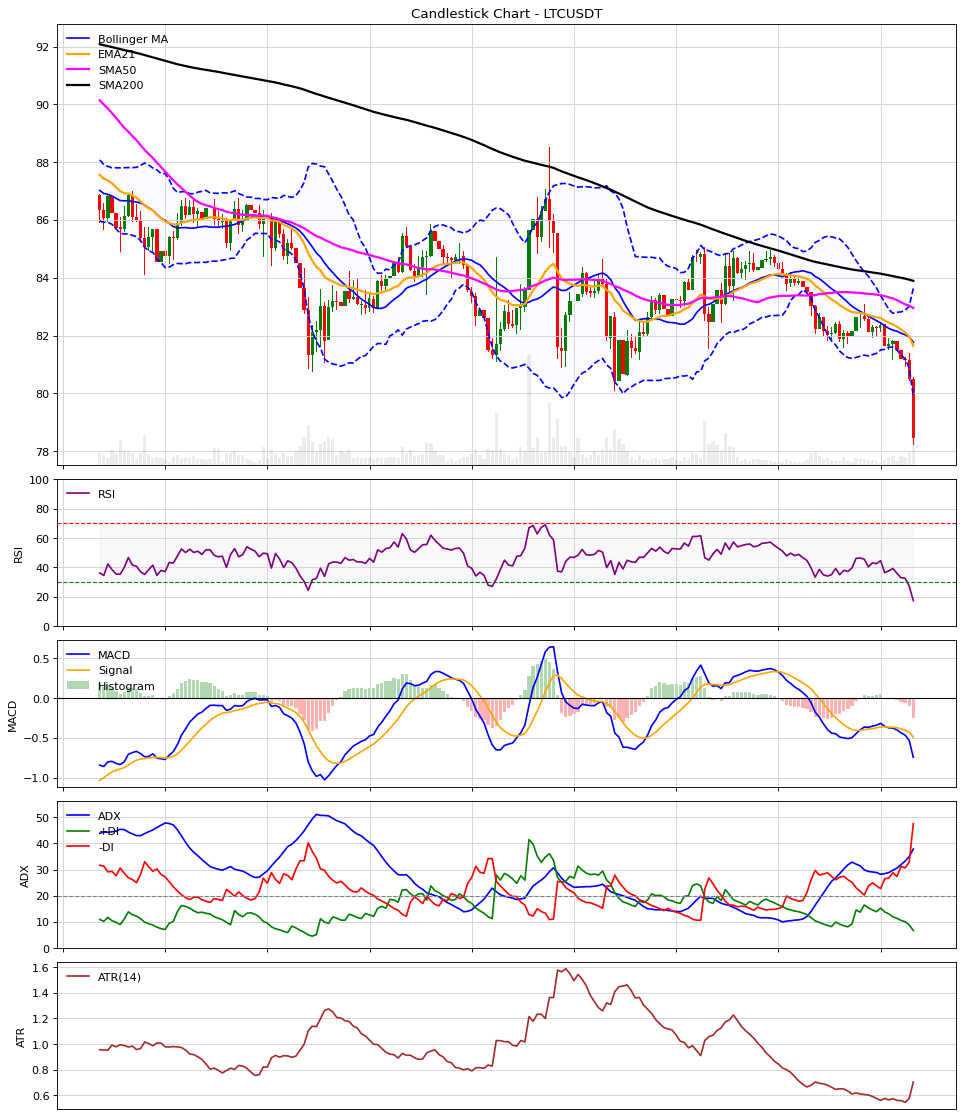 Candlestick Chart - LTCUSDT
Bollinger MA
EMA21
SMA50
SMA200
92
90
88
86
84
82
80
78
RSI
RSI
100
80
60
40
20
0
MACD
Signal
Histogram
MACD
0.5
0.0
−0.5
−1.0
ADX
+DI
-DI
ADX
50
40
30
20
10
0
ATR(14)
ATR
1.6
1.4
1.2
1.0
0.8
0.6